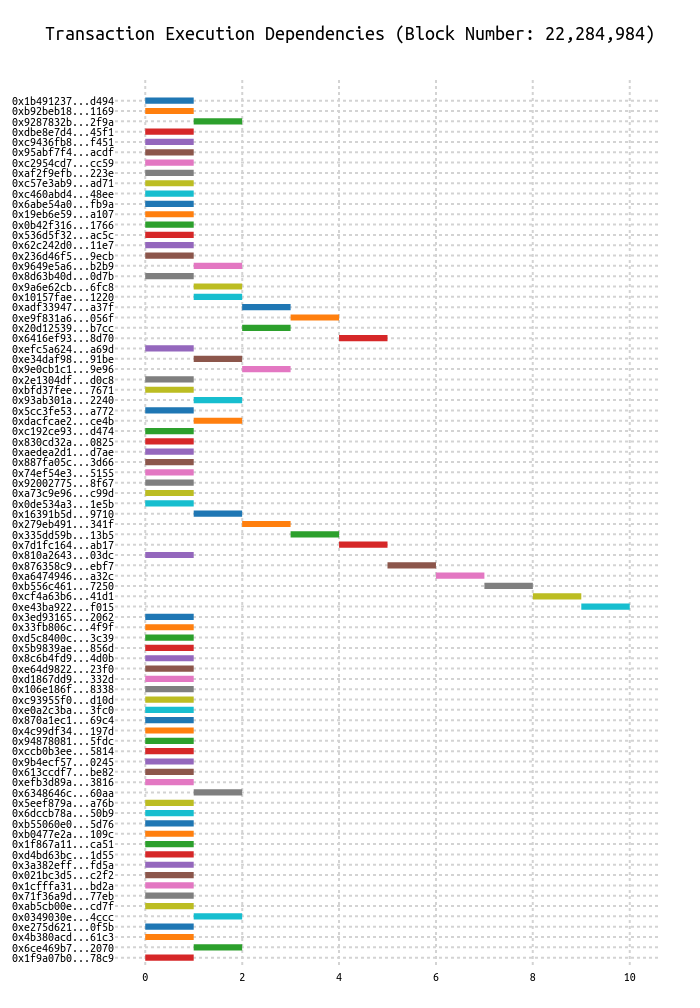 Transaction Execution Dependencies (Block Number: 22,284,984)
0x1b491237...d494
0xb92beb18...1169
0x9287832b...2f9a
0xdbe8e7d4...45f1
0xc9436fb8...f451
0x95abf7f4...acdf
0xc2954cd7...cc59
0xaf2f9efb...223e
0xc57e3ab9...ad71
0xc460abd4...48ee
0x6abe54a0...fb9a
0x19eb6e59...a107
0x0b42f316...1766
0x536d5f32...ac5c
0x62c242d0...11e7
0x236d46f5...9ecb
0x9649e5a6...b2b9
0x8d63b40d...0d7b
0x9a6e62cb...6fc8
0x10157fae...1220
0xadf33947...a37f
0xe9f831a6...056f
0x20d12539...b7cc
0x6416ef93...8d70
0xefc5a624...a69d
0xe34daf98...91be
0x9e0cb1c1...9e96
0x2e1304df...d0c8
0xbfd37fee...7671
0x93ab301a...2240
0x5cc3fe53...a772
0xdacfcae2...ce4b
0xc192ce93...d474
0x830cd32a...0825
0xaedea2d1...d7ae
0x887fa05c...3d66
0x74ef54e3...5155
0x92002775...8f67
0xa73c9e96...c99d
0x0de534a3...1e5b
0x16391b5d...9710
0x279eb491...341f
0x335dd59b...13b5
0x7d1fc164...ab17
0x810a2643...03dc
0x876358c9...ebf7
0xa6474946...a32c
0xb556c461...7250
0xcf4a63b6...41d1
0xe43ba922...f015
0x3ed93165...2062
0x33fb806c...4f9f
0xd5c8400c...3c39
0x5b9839ae...856d
0x8c6b4fd9...4d0b
0xe64d9822...23f0
0xd1867dd9...332d
0x106e186f...8338
0xc93955f0...d10d
0xe0a2c3ba...3fc0
0x870a1ec1...69c4
0x4c99df34...197d
0x94878081...5fdc
0xccb0b3ee...5814
0x9b4ecf57...0245
0x613ccdf7...be82
0xefb3d89a...3816
0x6348646c...60aa
0x5eef879a...a76b
0x6dccb78a...50b9
0xb55060e0...5d76
0xb0477e2a...109c
0x1f867a11...ca51
0xd4bd63bc...1d55
0x3a382eff...fd5a
0x021bc3d5...c2f2
0x1cfffa31...bd2a
0x71f36a9d...77eb
0xab5cb00e...cd7f
0x0349030e...4ccc
0xe275d621...0f5b
0x4b380acd...61c3
0x6ce469b7...2070
0x1f9a07b0...78c9
0 2 4 6 8 10